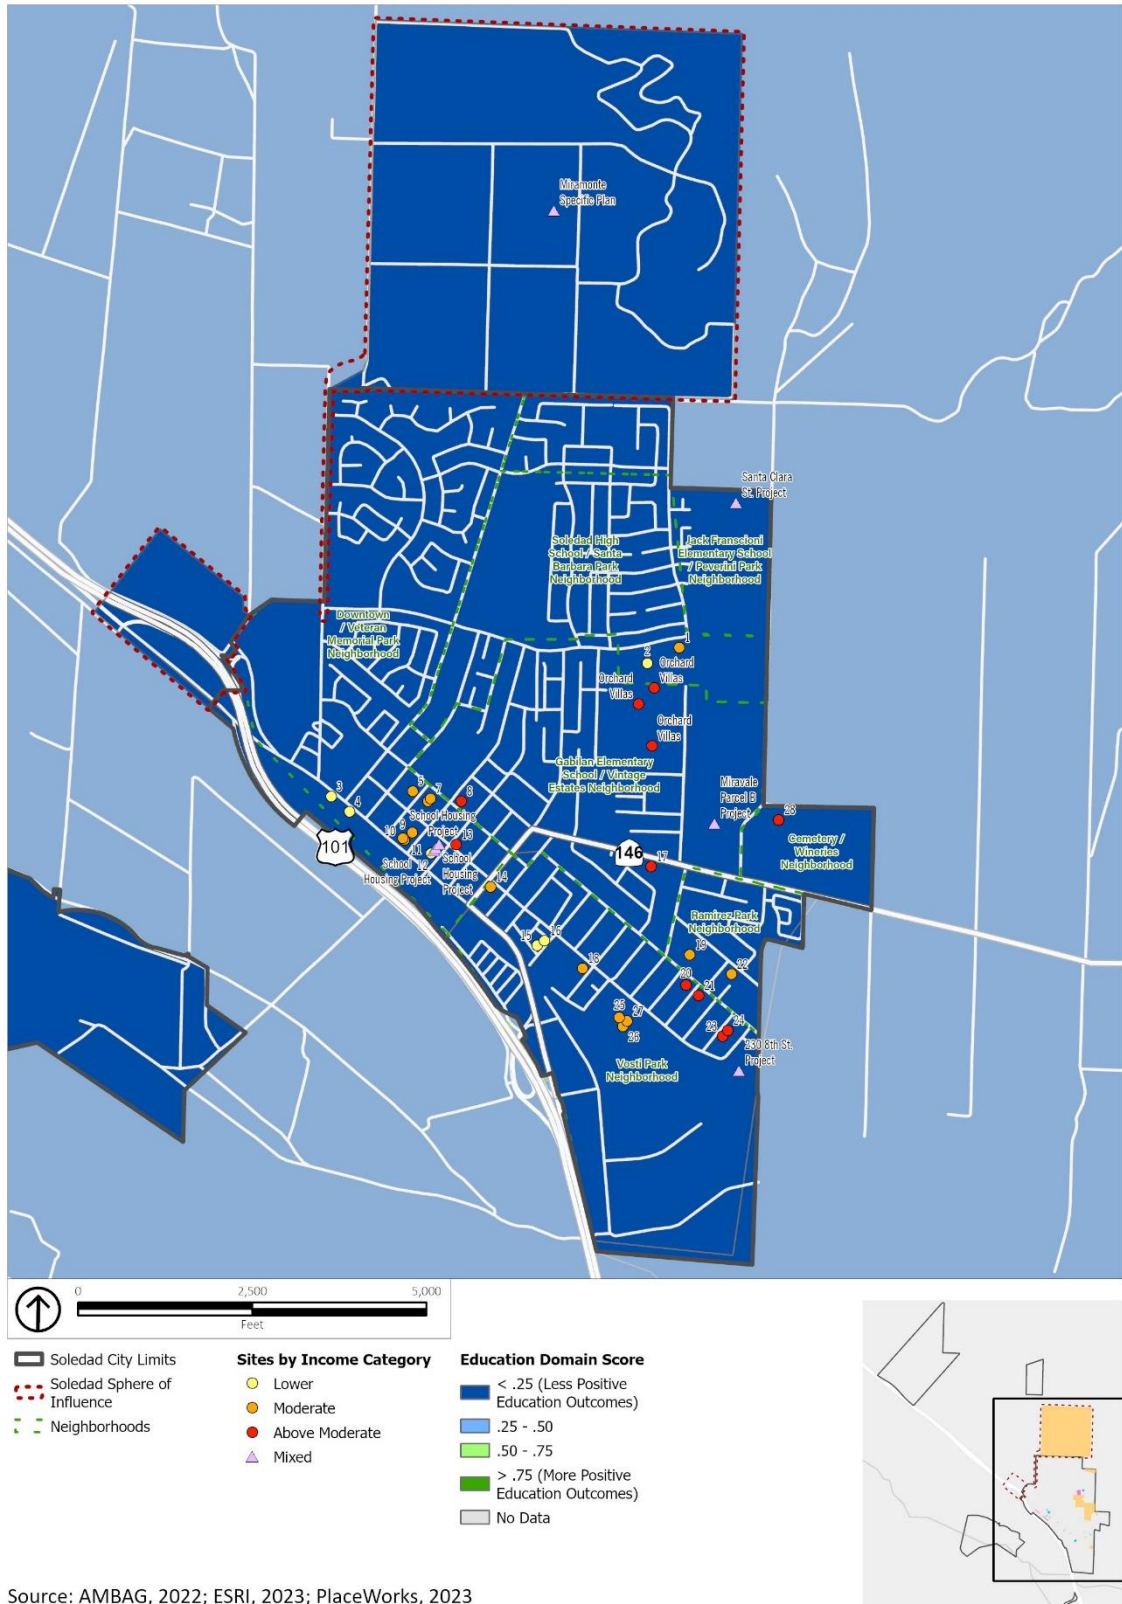 Miramonte
Specific Plan
Santa Clara
St. Project
Soledad High
School / Santa
Barbara Park
Neighborhood
Jack Franscioni
Elementary School
/ Peverini Park
Neighborhood
Downtown
/ Veteran
Memorial Park
Neighborhood
1
2
Orchard
Villas
Orchard
Villas
Orchard
Villas
Gabilan Elementary
School / Vintage
Estates Neighborhood
3
4
5
7
8
School Housing
Project
9
10
11
12
13
School
Housing Project
School
Housing
Project
101
14
146
17
Miravale
Parcel B
Project
28
Cemetery /
Wineries
Neighborhood
Ramirez Park
Neighborhood
15
16
18
19
20
21
22
23
24
25
27
26
230 8th St.
Project
Vosti Park
Neighborhood
0 2,500 5,000
Feet
Soledad City Limits
Soledad Sphere of
Influence
Neighborhoods
Sites by Income Category
Lower
Moderate
Above Moderate
Mixed
Education Domain Score
< .25 (Less Positive
Education Outcomes)
.25 - .50
.50 - .75
> .75 (More Positive
Education Outcomes)
No Data
Source: AMBAG, 2022; ESRI, 2023; PlaceWorks, 2023